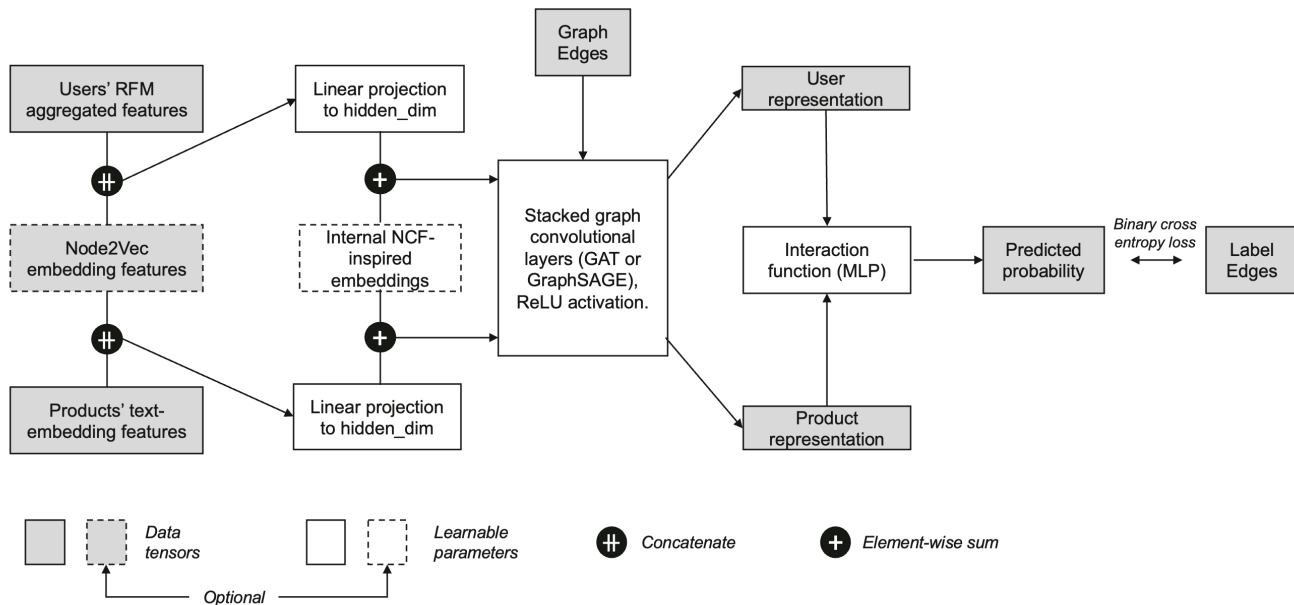 Graph
Edges
Users' RFM
aggregated features
Linear projection
to hidden_dim
User
representation
Node2Vec
embedding features
Internal NCF-
inspired
embeddings
Stacked graph
convolutional
layers (GAT or
GraphSAGE),
ReLU activation.
Interaction
function (MLP)
Predicted
probability
Binary cross
entropy loss
Label
Edges
Products' text-
embedding features
Linear projection
to hidden_dim
Product
representation
Data
tensors
Learnable
parameters
Concatenate
Element-wise sum
Optional